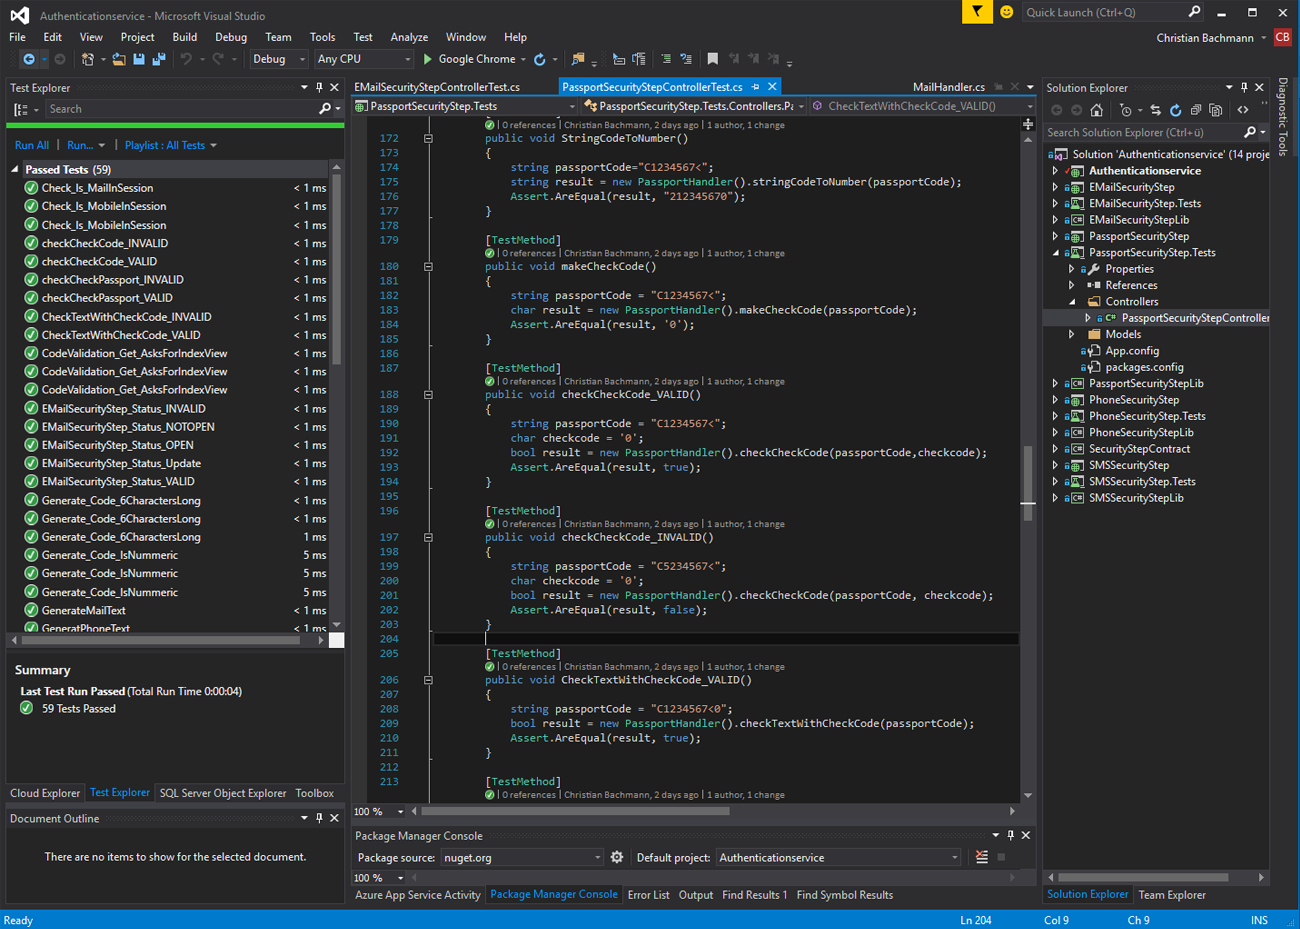 Authenticationservice - Microsoft Visual Studio
Quick Launch (Ctrl+Q)
File Edit View Project Build Debug Team Tools Test Analyze Window Help
Christian Bachmann CB
Debug Any CPU Google Chrome
Test Explorer
Search
Run All | Run... | Playlist : All Tests
Passed Tests (59)
Check_Is_MailInSession < 1 ms
Check_Is_MobileInSession < 1 ms
Check_Is_MobileInSession < 1 ms
checkCheckCode_INVALID < 1 ms
checkCheckCode_VALID < 1 ms
checkCheckPassport_INVALID < 1 ms
checkCheckPassport_VALID < 1 ms
CheckTextWithCheckCode_INVALID < 1 ms
CheckTextWithCheckCode_VALID < 1 ms
CodeValidation_Get_AsksForIndexView < 1 ms
CodeValidation_Get_AsksForIndexView < 1 ms
CodeValidation_Get_AsksForIndexView < 1 ms
EMailSecurityStep_Status_INVALID < 1 ms
EMailSecurityStep_Status_NOTOPEN < 1 ms
EMailSecurityStep_Status_OPEN < 1 ms
EMailSecurityStep_Status_Update < 1 ms
EMailSecurityStep_Status_VALID < 1 ms
Generate_Code_6CharactersLong < 1 ms
Generate_Code_6CharactersLong < 1 ms
Generate_Code_6CharactersLong 1 ms
Generate_Code_IsNummeric 5 ms
Generate_Code_IsNummeric 5 ms
Generate_Code_IsNummeric 5 ms
GenerateMailText < 1 ms
GeneratPhoneText < 1 ms
Summary
Last Test Run Passed (Total Run Time 0:00:04)
59 Tests Passed
Cloud Explorer Test Explorer SQL Server Object Explorer Toolbox
Document Outline
There are no items to show for the selected document.
EMailSecurityStepControllerTest.cs PassportSecurityStepControllerTest.cs MailHandler.cs
PassportSecurityStep.Tests PassportSecurityStep.Tests.Controllers.Pa CheckTextWithCheckCode_VALID()
0 references | Christian Bachmann, 2 days ago | 1 author, 1 change
172 public void StringCodeToNumber()
173 {
174 string passportCode="C1234567<";
175 string result = new PassportHandler().stringCodeToNumber(passportCode);
176 Assert.AreEqual(result, "212345670");
177 }
178
179 [TestMethod]
0 references | Christian Bachmann, 2 days ago | 1 author, 1 change
180 public void makeCheckCode()
181 {
182 string passportCode = "C1234567<";
183 char result = new PassportHandler().makeCheckCode(passportCode);
184 Assert.AreEqual(result, '0');
185 }
186
187 [TestMethod]
0 references | Christian Bachmann, 2 days ago | 1 author, 1 change
188 public void checkCheckCode_VALID()
189 {
190 string passportCode = "C1234567<";
191 char checkcode = '0';
192 bool result = new PassportHandler().checkCheckCode(passportCode,checkcode);
193 Assert.AreEqual(result, true);
194 }
195
196 [TestMethod]
0 references | Christian Bachmann, 2 days ago | 1 author, 1 change
197 public void checkCheckCode_INVALID()
198 {
199 string passportCode = "C5234567<";
200 char checkcode = '0';
201 bool result = new PassportHandler().checkCheckCode(passportCode, checkcode);
202 Assert.AreEqual(result, false);
203 }
204
205 [TestMethod]
0 references | Christian Bachmann, 2 days ago | 1 author, 1 change
206 public void CheckTextWithCheckCode_VALID()
207 {
208 string passportCode = "C1234567<0";
209 bool result = new PassportHandler().checkTextWithCheckCode(passportCode);
210 Assert.AreEqual(result, true);
211 }
212
213 [TestMethod]
0 references | Christian Bachmann, 2 days ago | 1 author, 1 change
100 %
Package Manager Console
Package source: nuget.org Default project: Authenticationservice
100 %
Azure App Service Activity Package Manager Console Error List Output Find Results 1 Find Symbol Results
Solution Explorer
Search Solution Explorer (Ctrl+ü)
Solution 'Authenticationservice' (14 proje
Authenticationservice
EMailSecurityStep
EMailSecurityStep.Tests
EMailSecurityStepLib
PassportSecurityStep
PassportSecurityStep.Tests
Properties
References
Controllers
PassportSecurityStepController
Models
App.config
packages.config
PassportSecurityStepLib
PhoneSecurityStep
PhoneSecurityStep.Tests
PhoneSecurityStepLib
SecurityStepContract
SMSSecurityStep
SMSSecurityStep.Tests
SMSSecurityStepLib
Solution Explorer Team Explorer
Diagnostic Tools
Ready Ln 204 Col 9 Ch 9 INS